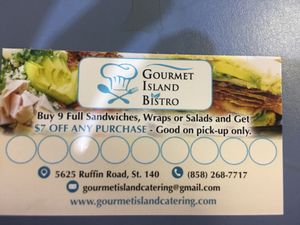 GOURMET
ISLAND
BISTRO
Buy 9 Full Sandwiches, Wraps or Salads and Get
$7 OFF ANY PURCHASE - Good on pick-up only.
5625 Ruffin Road, St. 140 (858) 268-7717
gourmetislandcatering@gmail.com
www.gourmetislandcatering.com